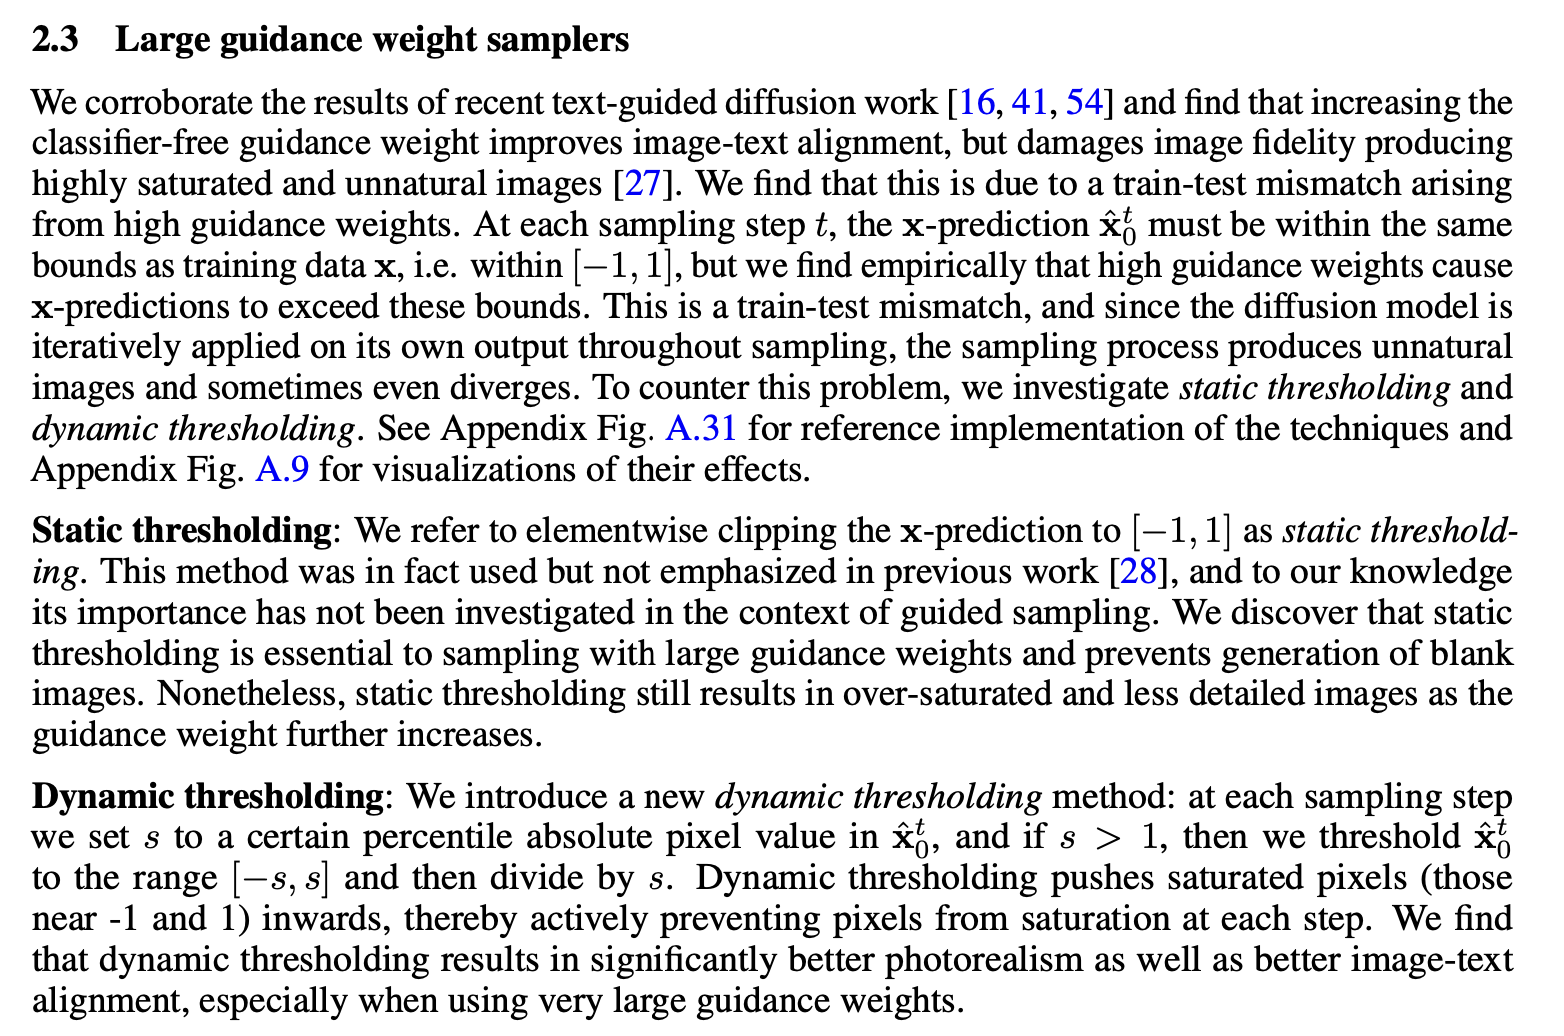 2.3 Large guidance weight samplers
We corroborate the results of recent text-guided diffusion work [16, 41, 54] and find that increasing the
classifier-free guidance weight improves image-text alignment, but damages image fidelity producing
highly saturated and unnatural images [27]. We find that this is due to a train-test mismatch arising
from high guidance weights. At each sampling step t, the x-prediction x̂₀ᵗ must be within the same
bounds as training data x, i.e. within [−1, 1], but we find empirically that high guidance weights cause
x-predictions to exceed these bounds. This is a train-test mismatch, and since the diffusion model is
iteratively applied on its own output throughout sampling, the sampling process produces unnatural
images and sometimes even diverges. To counter this problem, we investigate static thresholding and
dynamic thresholding. See Appendix Fig. A.31 for reference implementation of the techniques and
Appendix Fig. A.9 for visualizations of their effects.
Static thresholding: We refer to elementwise clipping the x-prediction to [−1, 1] as static threshold-
ing. This method was in fact used but not emphasized in previous work [28], and to our knowledge
its importance has not been investigated in the context of guided sampling. We discover that static
thresholding is essential to sampling with large guidance weights and prevents generation of blank
images. Nonetheless, static thresholding still results in over-saturated and less detailed images as the
guidance weight further increases.
Dynamic thresholding: We introduce a new dynamic thresholding method: at each sampling step
we set s to a certain percentile absolute pixel value in x̂₀ᵗ, and if s > 1, then we threshold x̂₀ᵗ
to the range [−s, s] and then divide by s. Dynamic thresholding pushes saturated pixels (those
near -1 and 1) inwards, thereby actively preventing pixels from saturation at each step. We find
that dynamic thresholding results in significantly better photorealism as well as better image-text
alignment, especially when using very large guidance weights.